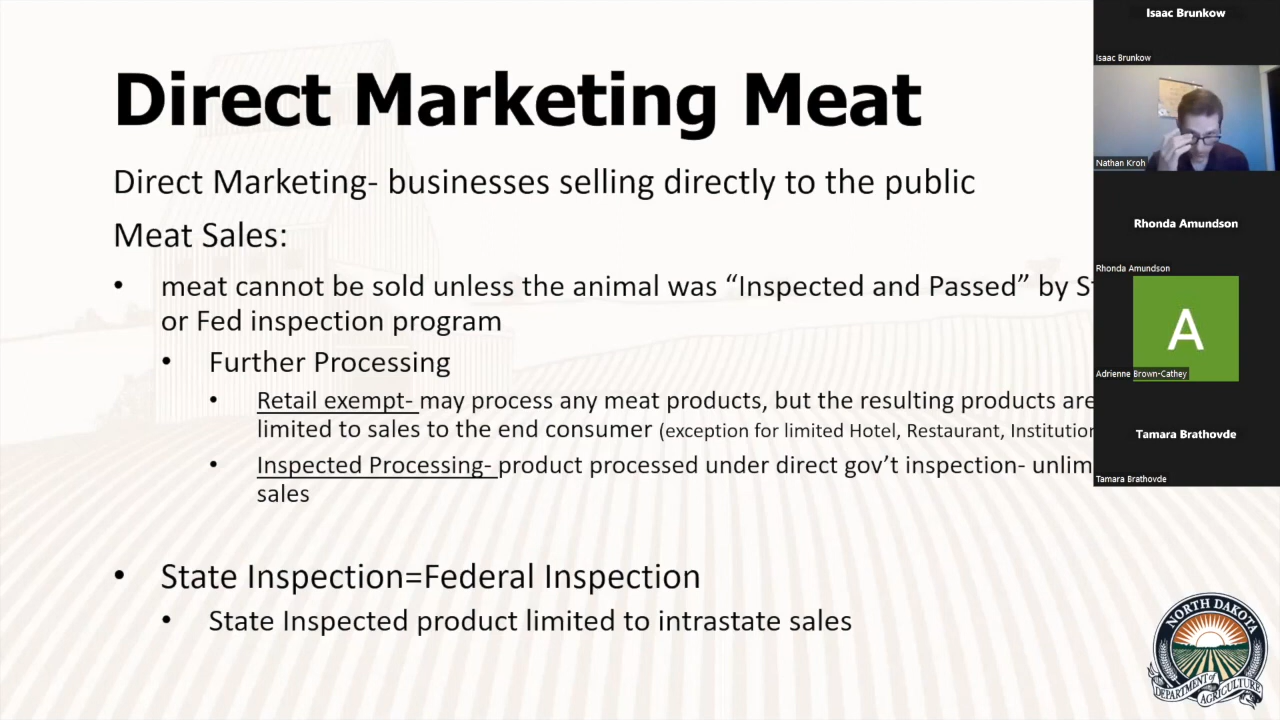 Direct Marketing Meat
Direct Marketing- businesses selling directly to the public
Meat Sales:
• meat cannot be sold unless the animal was “Inspected and Passed” by
or Fed inspection program
• Further Processing
• Retail exempt- may process any meat products, but the resulting products are
limited to sales to the end consumer (exception for limited Hotel, Restaurant,
• Inspected Processing- product processed under direct gov’t inspection-
sales
• State Inspection=Federal Inspection
• State Inspected product limited to intrastate sales
Isaac Brunkow
Isaac Brunkow
Nathan Kroh
Rhonda Amundson
Rhonda Amundson
A
Adrienne Brown-Cathey
Tamara Brathovde
Tamara Brathovde
NORTH DAKOTA
DEPARTMENT of AGRICULTURE